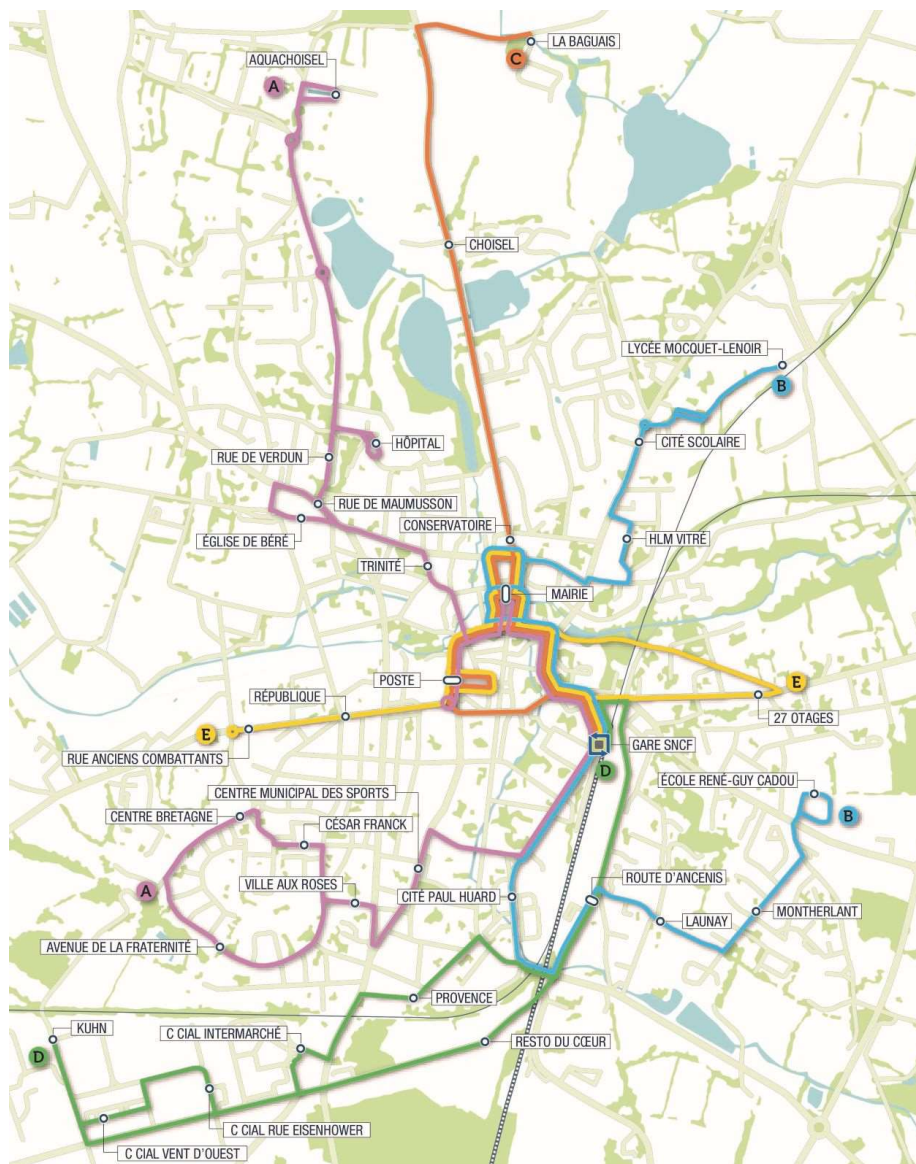 LA BAGUAIS
C
AQUACHOISEL
A
CHOISEL
LYCÉE MOCQUET-LENOIR
B
HÔPITAL
CITÉ SCOLAIRE
RUE DE VERDUN
RUE DE MAUMUSSON
CONSERVATOIRE
ÉGLISE DE BÉRÉ
HLM VITRÉ
TRINITÉ
MAIRIE
POSTE
E
RÉPUBLIQUE
27 OTAGES
E
RUE ANCIENS COMBATTANTS
GARE SNCF
D
CENTRE MUNICIPAL DES SPORTS
ÉCOLE RENÉ-GUY CADOU
CENTRE BRETAGNE
CÉSAR FRANCK
B
ROUTE D'ANCENIS
VILLE AUX ROSES
A
CITÉ PAUL HUARD
LAUNAY
MONTHERLANT
AVENUE DE LA FRATERNITÉ
PROVENCE
KUHN
C CIAL INTERMARCHÉ
RESTO DU CŒUR
D
C CIAL RUE EISENHOWER
C CIAL VENT D'OUEST